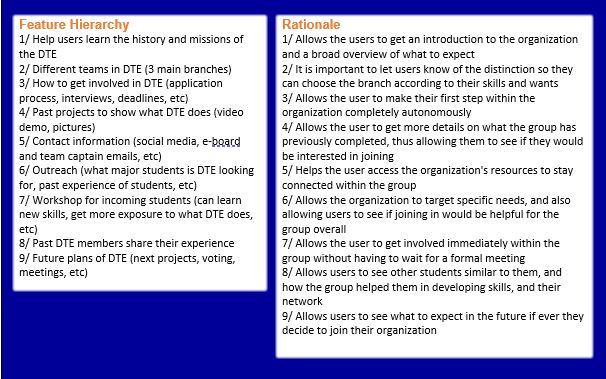 Feature Hierarchy
1/ Help users learn the history and missions of
the DTE
2/ Different teams in DTE (3 main branches)
3/ How to get involved in DTE (application
process, interviews, deadlines, etc)
4/ Past projects to show what DTE does (video
demo, pictures)
5/ Contact information (social media, e-board
and team captain emails, etc)
6/ Outreach (what major students is DTE looking
for, past experience of students, etc)
7/ Workshop for incoming students (can learn
new skills, get more exposure to what DTE does,
etc)
8/ Past DTE members share their experience
9/ Future plans of DTE (next projects, voting,
meetings, etc)
Rationale
1/ Allows the users to get an introduction to the organization
and a broad overview of what to expect
2/ It is important to let users know of the distinction so they
can choose the branch according to their skills and wants
3/ Allows the user to make their first step within the
organization completely autonomously
4/ Allows the user to get more details on what the group has
previously completed, thus allowing them to see if they would
be interested in joining
5/ Helps the user access the organization's resources to stay
connected within the group
6/ Allows the organization to target specific needs, and also
allowing users to see if joining in would be helpful for the
group overall
7/ Allows the user to get involved immediately within the
group without having to wait for a formal meeting
8/ Allows users to see other students similar to them, and
how the group helped them in developing skills, and their
network
9/ Allows users to see what to expect in the future if ever they
decide to join their organization